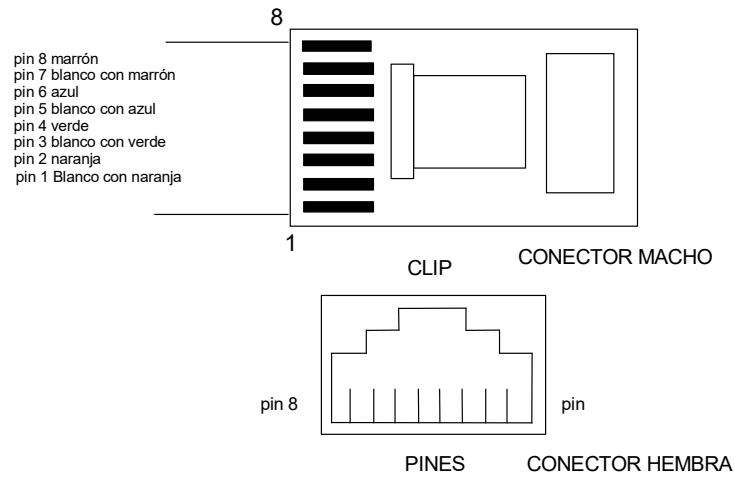 8
pin 8 marrón
pin 7 blanco con marrón
pin 6 azul
pin 5 blanco con azul
pin 4 verde
pin 3 blanco con verde
pin 2 naranja
pin 1 Blanco con naranja
1
CONECTOR MACHO
CLIP
pin 8
pin
PINES
CONECTOR HEMBRA